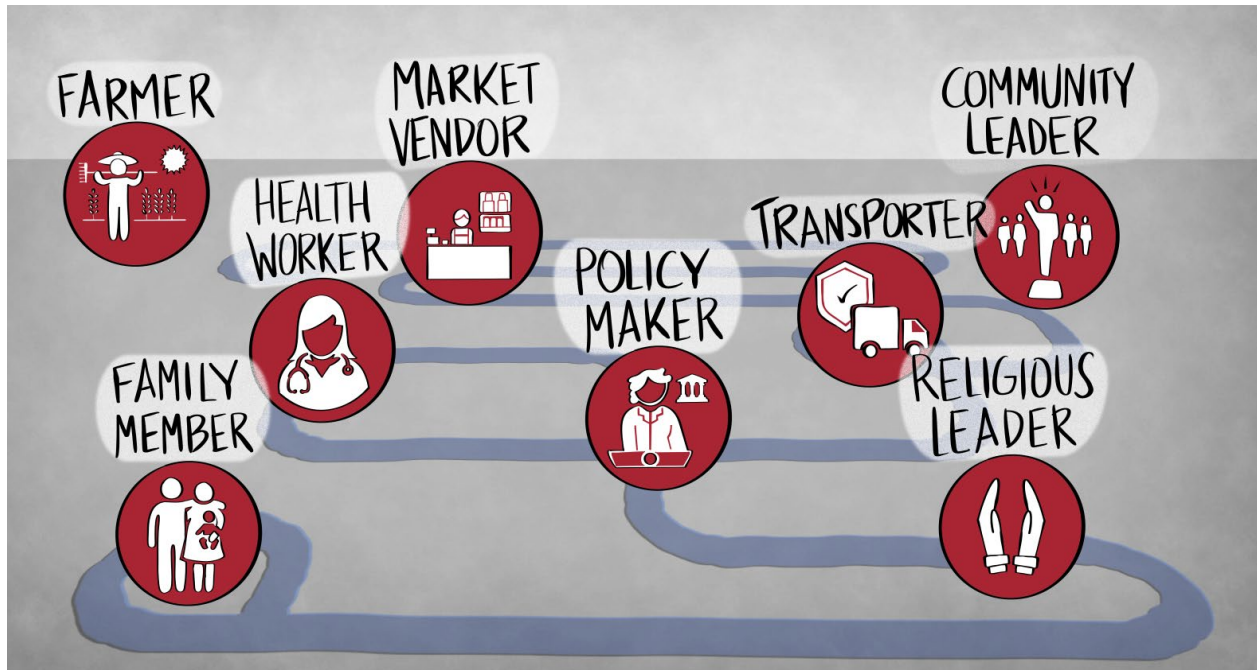 FARMER
MARKET
VENDOR
COMMUNITY
LEADER
HEALTH
WORKER
TRANSPORTER
POLICY
MAKER
FAMILY
MEMBER
RELIGIOUS
LEADER